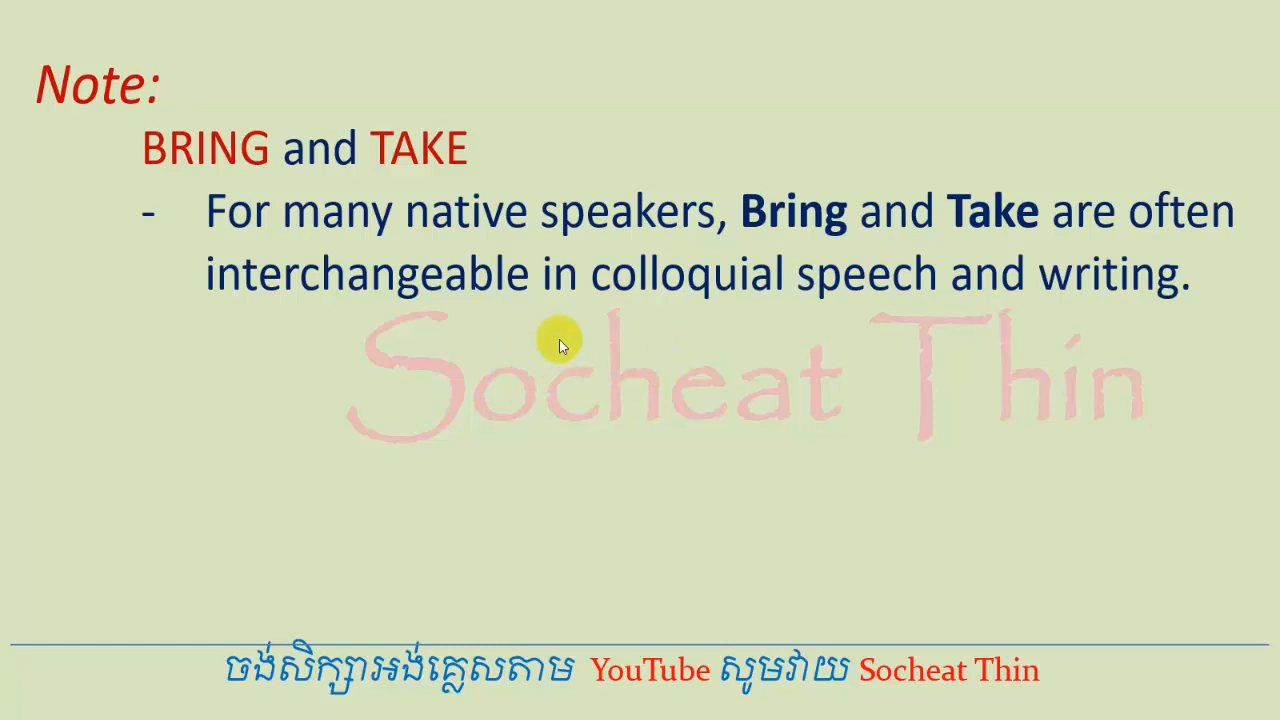 Note:
BRING and TAKE
- For many native speakers, Bring and Take are often
interchangeable in colloquial speech and writing.
Socheat Thin
ចង់សិក្សាអង់គ្លេសតាម YouTube សូមវាយ Socheat Thin